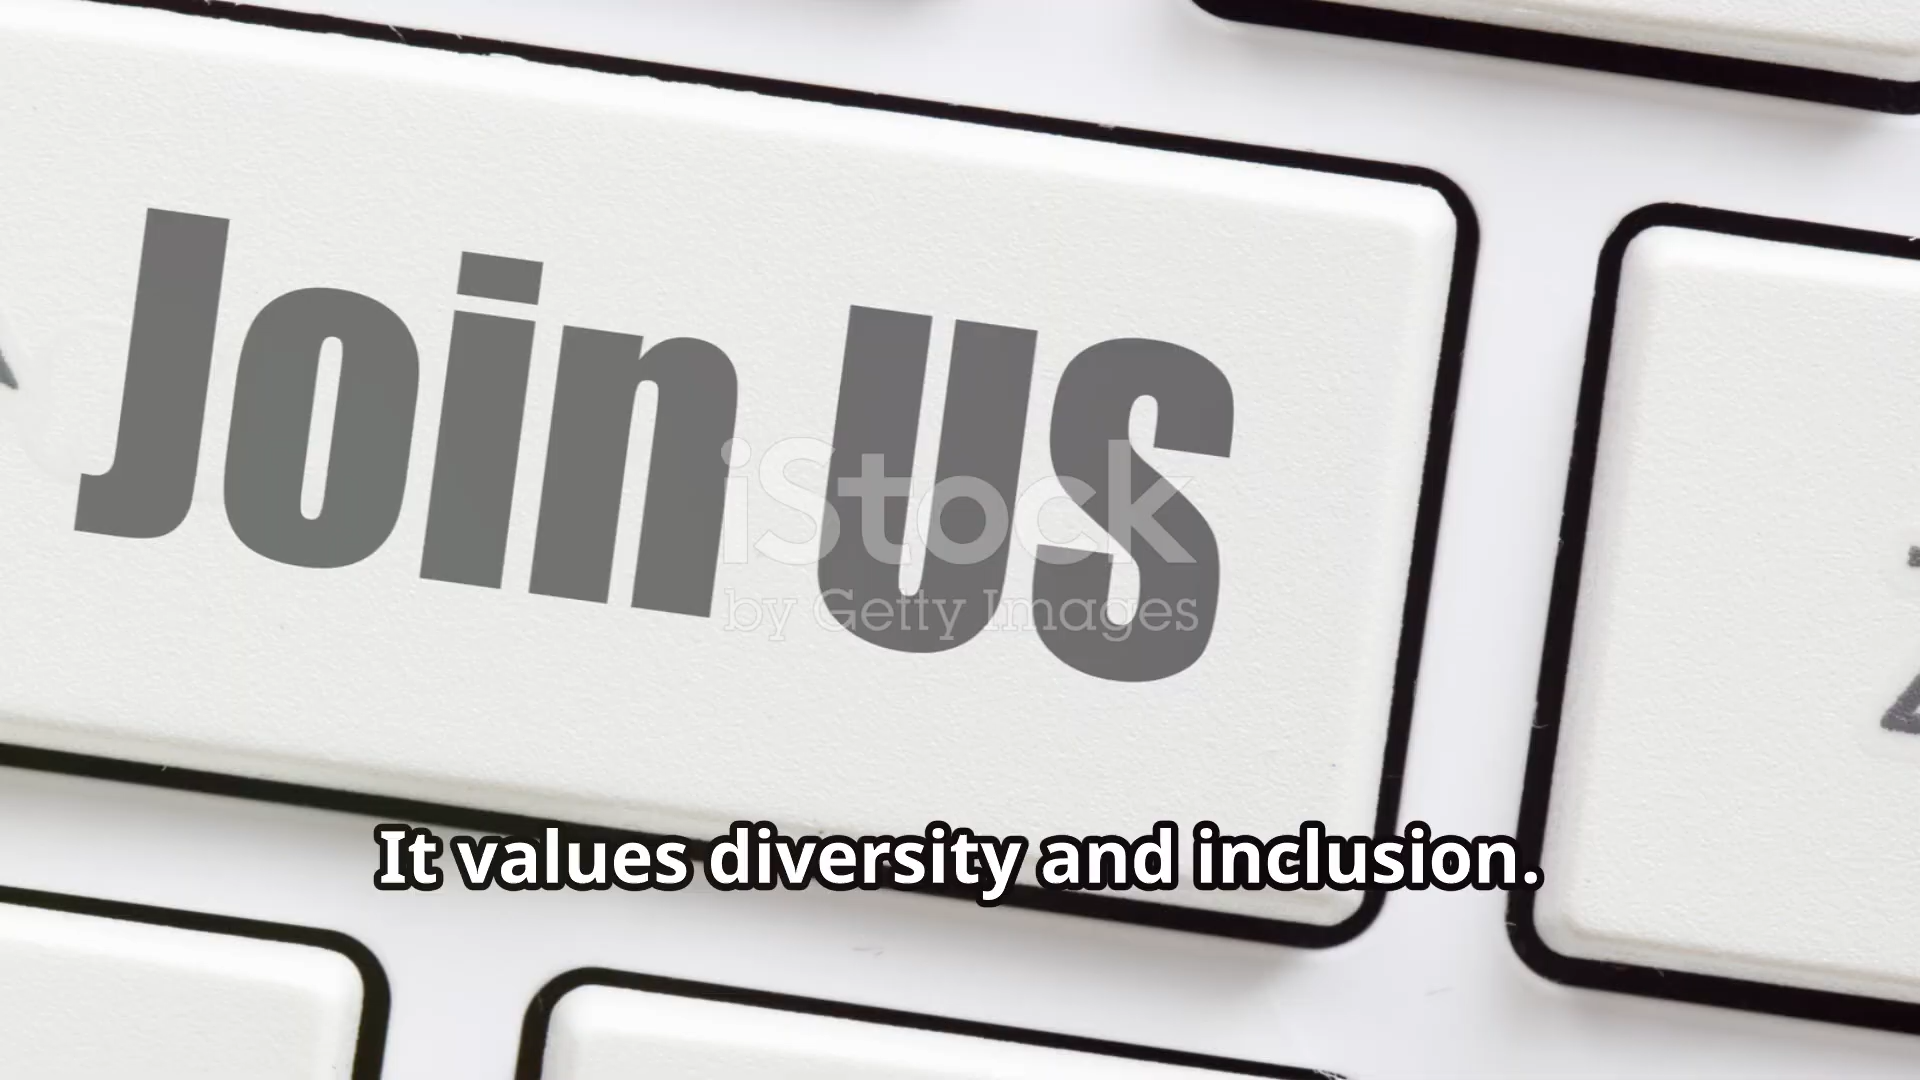 Join US
iStock
by Getty Images
It values diversity and inclusion.